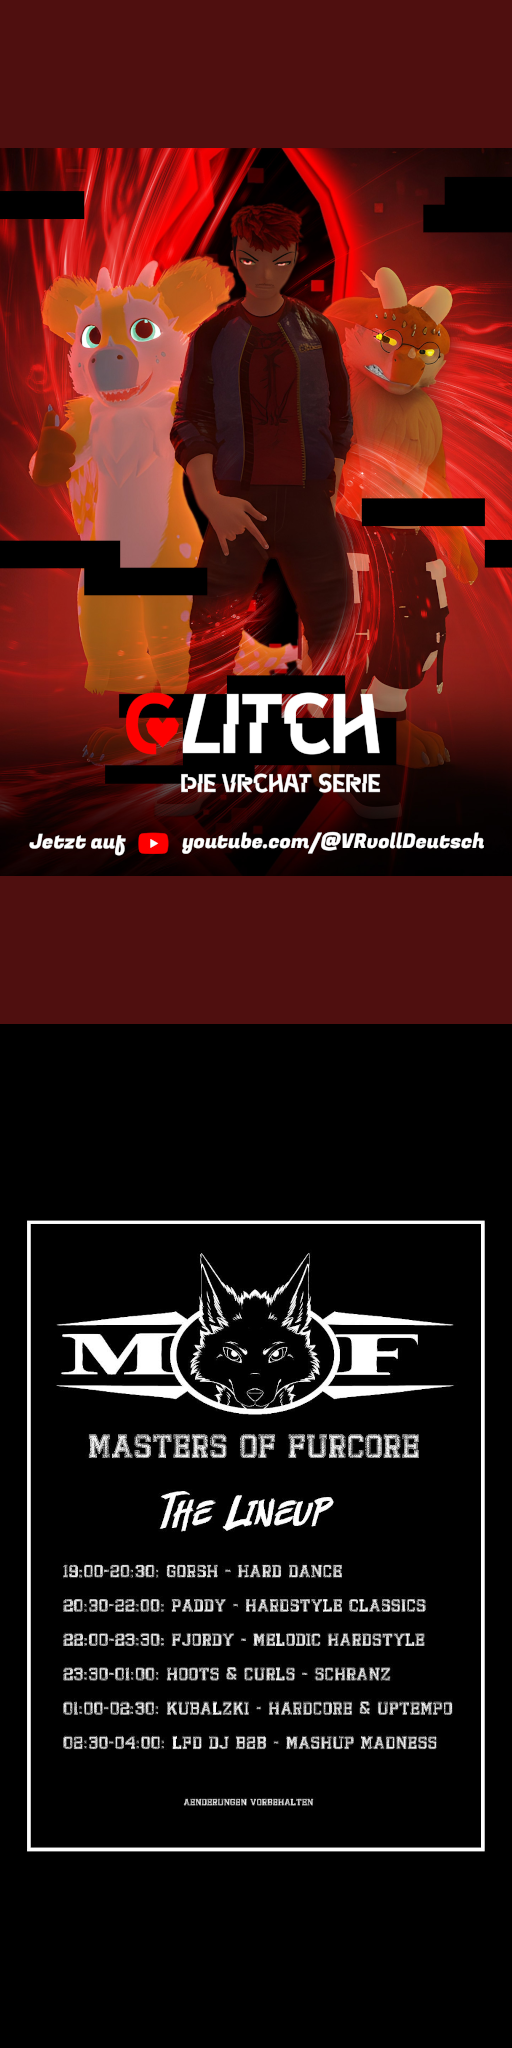 GLITCH
DIE VRCHAT SERIE
Jetzt auf youtube.com/@VRvollDeutsch
M F
MASTERS OF FURCORE
THE LINEUP
19:00-20:30: GORSH - HARD DANCE
20:30-22:00: PADDY - HARDSTYLE CLASSICS
22:00-23:30: FJORDY - MELODIC HARDSTYLE
23:30-01:00: HOOTS & CURLS - SCHRANZ
01:00-02:30: KUBALZKI - HARDCORE & UPTEMPO
02:30-04:00: LFD DJ B2B - MASHUP MADNESS
AENDERUNGEN VORBEHALTEN